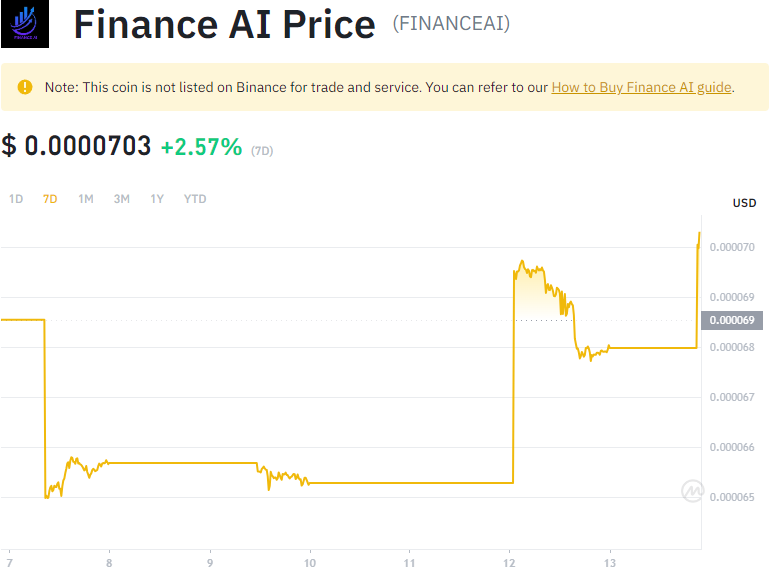 Finance AI Price (FINANCEAI)
FINANCE AI
Note: This coin is not listed on Binance for trade and service. You can refer to our How to Buy Finance AI guide.
$ 0.0000703 +2.57% (7D)
1D 7D 1M 3M 1Y YTD
USD
0.000070
0.000069
0.000069
0.000068
0.000067
0.000066
0.000065
7 8 9 10 11 12 13